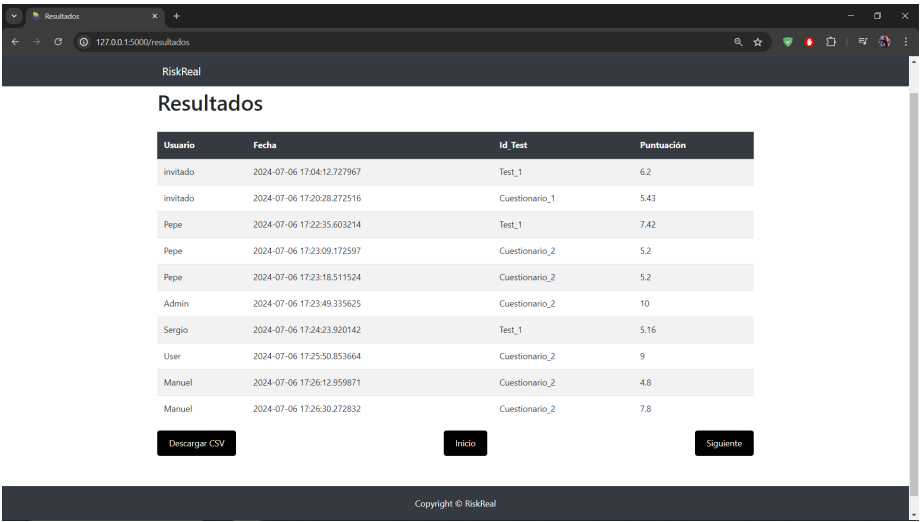 Resultados
127.0.0.1:5000/resultados
RiskReal
Resultados
Usuario Fecha Id_Test Puntuación
invitado 2024-07-06 17:04:12.727967 Test_1 6.2
invitado 2024-07-06 17:20:28.272516 Cuestionario_1 5.43
Pepe 2024-07-06 17:22:35.603214 Test_1 7.42
Pepe 2024-07-06 17:23:09.172597 Cuestionario_2 5.2
Pepe 2024-07-06 17:23:18.511524 Cuestionario_2 5.2
Admin 2024-07-06 17:23:49.335625 Cuestionario_2 10
Sergio 2024-07-06 17:24:23.920142 Test_1 5.16
User 2024-07-06 17:25:50.853664 Cuestionario_2 9
Manuel 2024-07-06 17:26:12.959871 Cuestionario_2 4.8
Manuel 2024-07-06 17:26:30.272832 Cuestionario_2 7.8
Descargar CSV Inicio Siguiente
Copyright © RiskReal